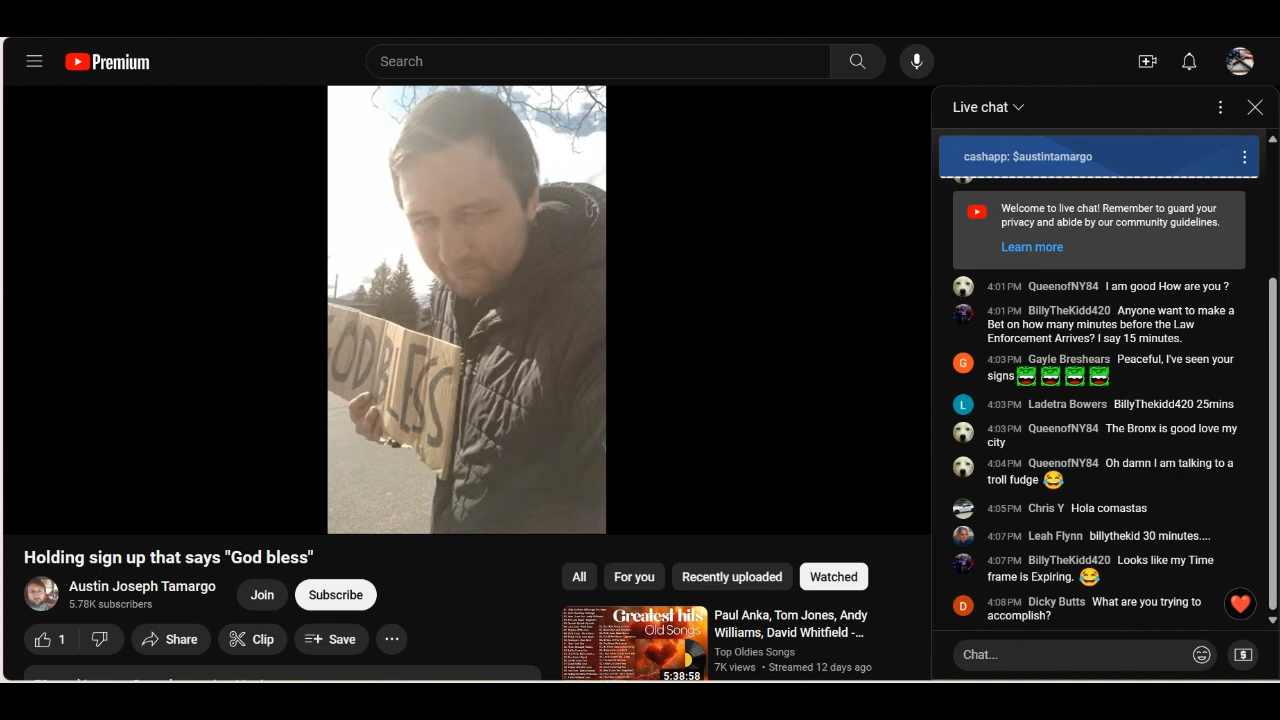 Premium
Search
GOD BLESS
Holding sign up that says "God bless"
Austin Joseph Tamargo
5.78K subscribers
Join
Subscribe
1
Share
Clip
Save
All
For you
Recently uploaded
Watched
Greatest hits
Old Songs
5:38:58
Paul Anka, Tom Jones, Andy
Williams, David Whitfield -...
Top Oldies Songs
7K views • Streamed 12 days ago
Live chat
cashapp: $austintamargo
Welcome to live chat! Remember to guard your
privacy and abide by our community guidelines.
Learn more
4:01 PM QueenofNY84 I am good How are you ?
4:01 PM BillyTheKidd420 Anyone want to make a
Bet on how many minutes before the Law
Enforcement Arrives? I say 15 minutes.
4:03 PM Gayle Breshears Peaceful, I've seen your
signs
4:03 PM Ladetra Bowers BillyThekidd420 25mins
4:03 PM QueenofNY84 The Bronx is good love my
city
4:04 PM QueenofNY84 Oh damn I am talking to a
troll fudge 😂
4:05 PM Chris Y Hola comastas
4:07 PM Leah Flynn billythekid 30 minutes....
4:07 PM BillyTheKidd420 Looks like my Time
frame is Expiring. 😂
4:08 PM Dicky Butts What are you trying to
accomplish?
Chat...